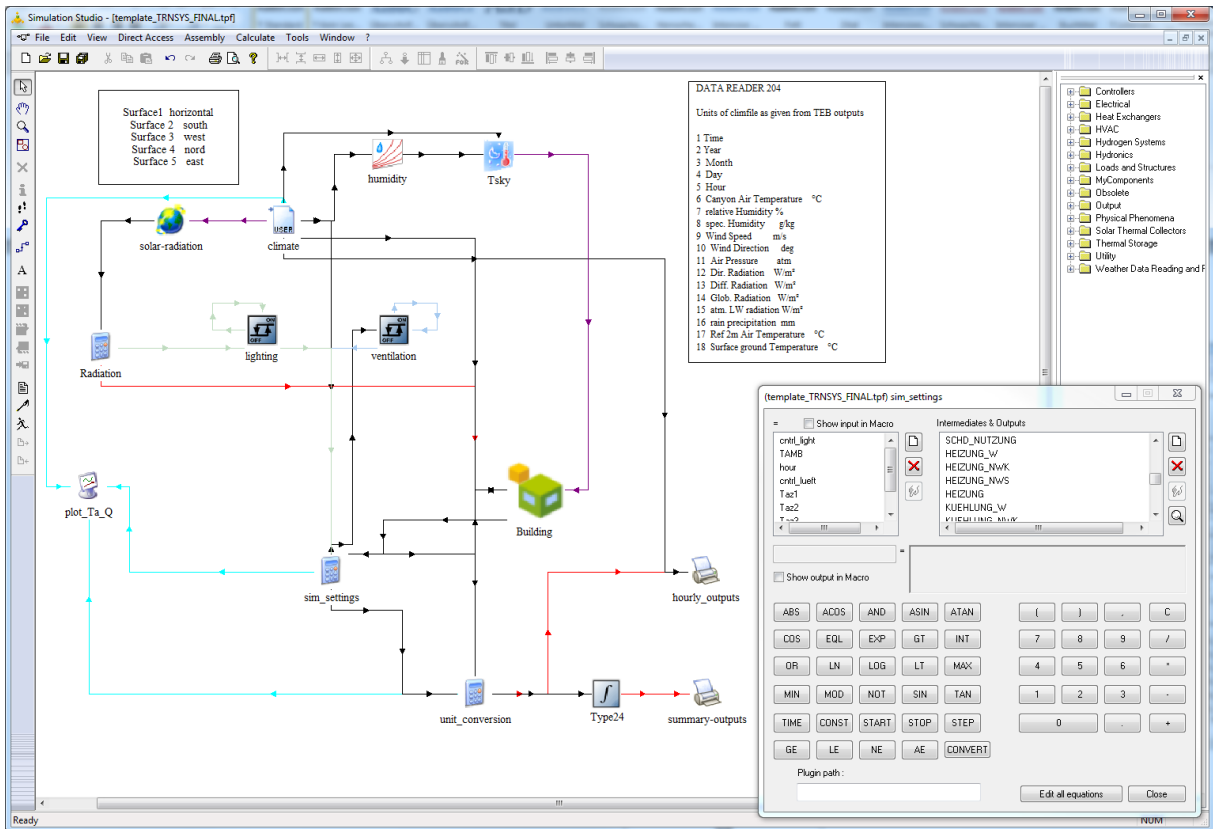 Simulation Studio - [template_TRNSYS_FINAL.tpf]
File Edit View Direct Access Assembly Calculate Tools Window ?
Surface1 horizontal
Surface 2 south
Surface 3 west
Surface 4 nord
Surface 5 east
DATA READER 204
Units of climfile as given from TEB outputs
1 Time
2 Year
3 Month
4 Day
5 Hour
6 Canyon Air Temperature °C
7 relative Humidity %
8 spec. Humidity g/kg
9 Wind Speed m/s
10 Wind Direction deg
11 Air Pressure atm
12 Dir. Radiation W/m²
13 Diff. Radiation W/m²
14 Glob. Radiation W/m²
15 atm. LW radiation W/m²
16 rain precipitation mm
17 Ref 2m Air Temperature °C
18 Surface ground Temperature °C
Controllers
Electrical
Heat Exchangers
HVAC
Hydrogen Systems
Hydronics
Loads and Structures
MyComponents
Obsolete
Output
Physical Phenomena
Solar Thermal Collectors
Thermal Storage
Utility
Weather Data Reading and F
humidity
Tsky
solar-radiation
USER
climate
ON
OFF
lighting
ON
OFF
ventilation
Radiation
plot_Ta_Q
Building
sim_settings
hourly_outputs
unit_conversion
Type24
summary-outputs
(template_TRNSYS_FINAL.tpf) sim_settings
= Show input in Macro
Intermediates & Outputs
cntrl_light
TAMB
hour
cntrl_lueft
Taz1
Taz2
Taz3
SCHD_NUTZUNG
HEIZUNG_W
HEIZUNG_NWK
HEIZUNG_NWS
HEIZUNG
KUEHLUNG_W
KUEHLUNG_NWK
=
Show output in Macro
ABS ACOS AND ASIN ATAN ( ) , C
COS EQL EXP GT INT 7 8 9 /
OR LN LOG LT MAX 4 5 6 *
MIN MOD NOT SIN TAN 1 2 3 -
TIME CONST START STOP STEP 0 . +
GE LE NE AE CONVERT
Plugin path :
Edit all equations Close
Ready
NUM